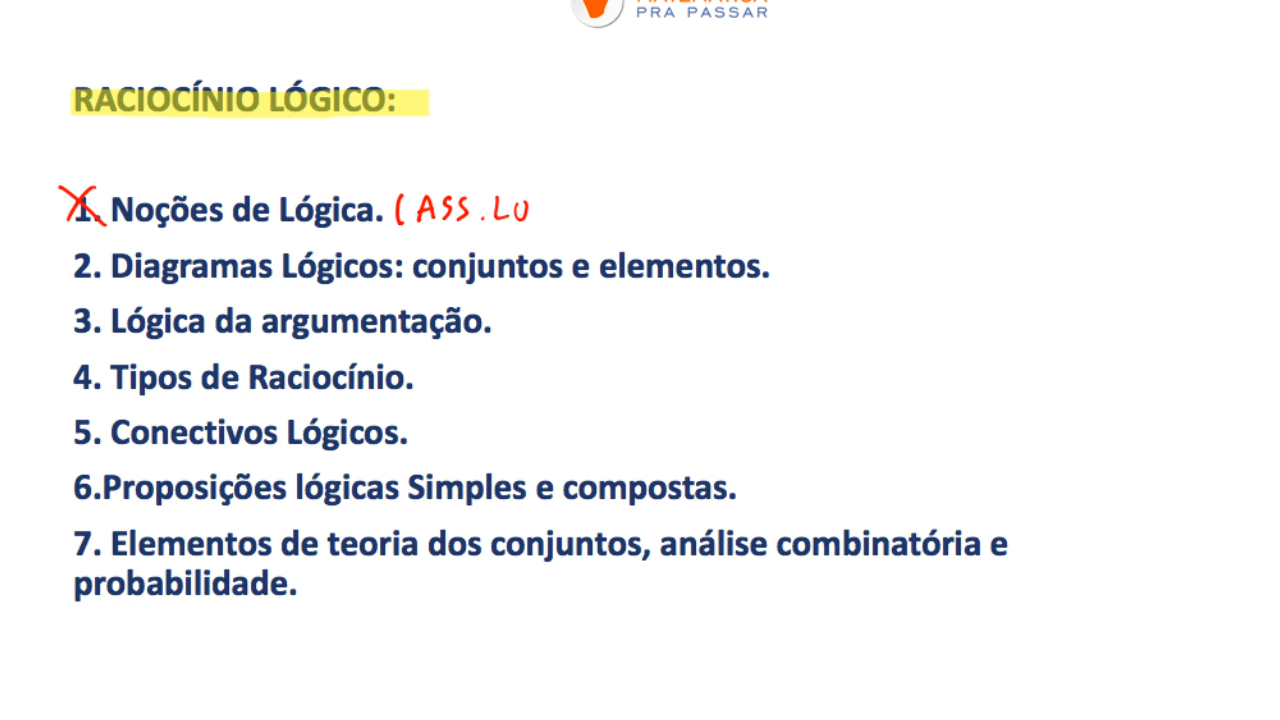 PRA PASSAR
RACIOCÍNIO LÓGICO:
1. Noções de Lógica. ( ASS. LO
2. Diagramas Lógicos: conjuntos e elementos.
3. Lógica da argumentação.
4. Tipos de Raciocínio.
5. Conectivos Lógicos.
6.Proposições lógicas Simples e compostas.
7. Elementos de teoria dos conjuntos, análise combinatória e
probabilidade.